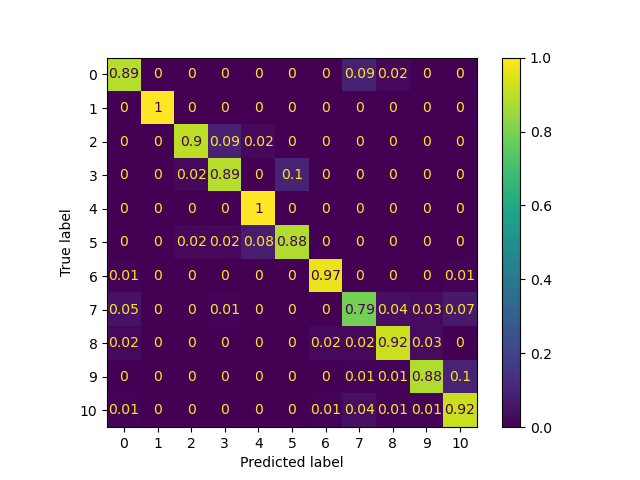 1.0
0 0.89 0 0 0 0 0 0 0.09 0.02 0 0
1 0 1 0 0 0 0 0 0 0 0 0
0.8
2 0 0 0.9 0.09 0.02 0 0 0 0 0 0
3 0 0 0.02 0.89 0 0.1 0 0 0 0 0
0.6
4 0 0 0 0 1 0 0 0 0 0 0
True label
5 0 0 0.02 0.02 0.08 0.88 0 0 0 0 0
0.4
6 0.01 0 0 0 0 0 0.97 0 0 0 0.01
7 0.05 0 0 0.01 0 0 0 0.79 0.04 0.03 0.07
0.2
8 0.02 0 0 0 0 0 0.02 0.02 0.92 0.03 0
9 0 0 0 0 0 0 0 0.01 0.01 0.88 0.1
10 0.01 0 0 0 0 0 0.01 0.04 0.01 0.01 0.92
0.0
0 1 2 3 4 5 6 7 8 9 10
Predicted label